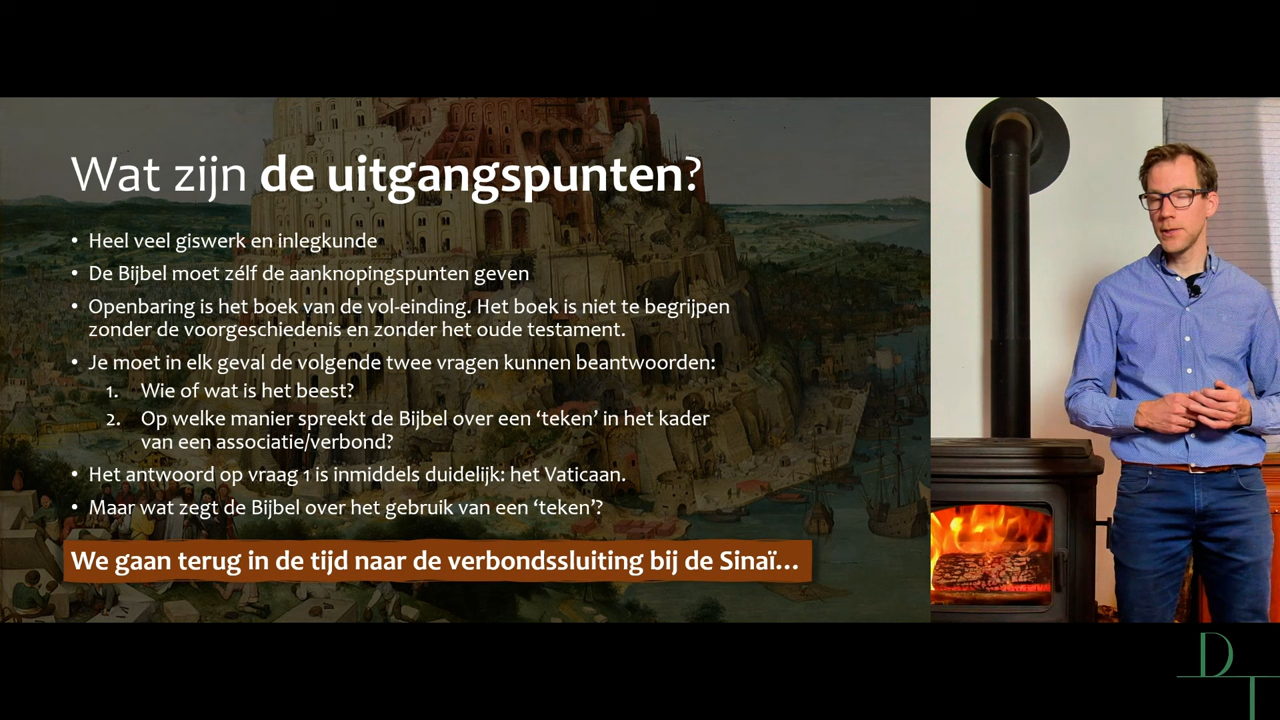 Wat zijn de uitgangspunten?
• Heel veel giswerk en inlegkunde
• De Bijbel moet zélf de aanknopingspunten geven
• Openbaring is het boek van de vol-einding. Het boek is niet te begrijpen
zonder de voorgeschiedenis en zonder het oude testament.
• Je moet in elk geval de volgende twee vragen kunnen beantwoorden:
1. Wie of wat is het beest?
2. Op welke manier spreekt de Bijbel over een ‘teken’ in het kader
van een associatie/verbond?
• Het antwoord op vraag 1 is inmiddels duidelijk: het Vaticaan.
• Maar wat zegt de Bijbel over het gebruik van een ‘teken’?
We gaan terug in de tijd naar de verbondssluiting bij de Sinaï...
D
T